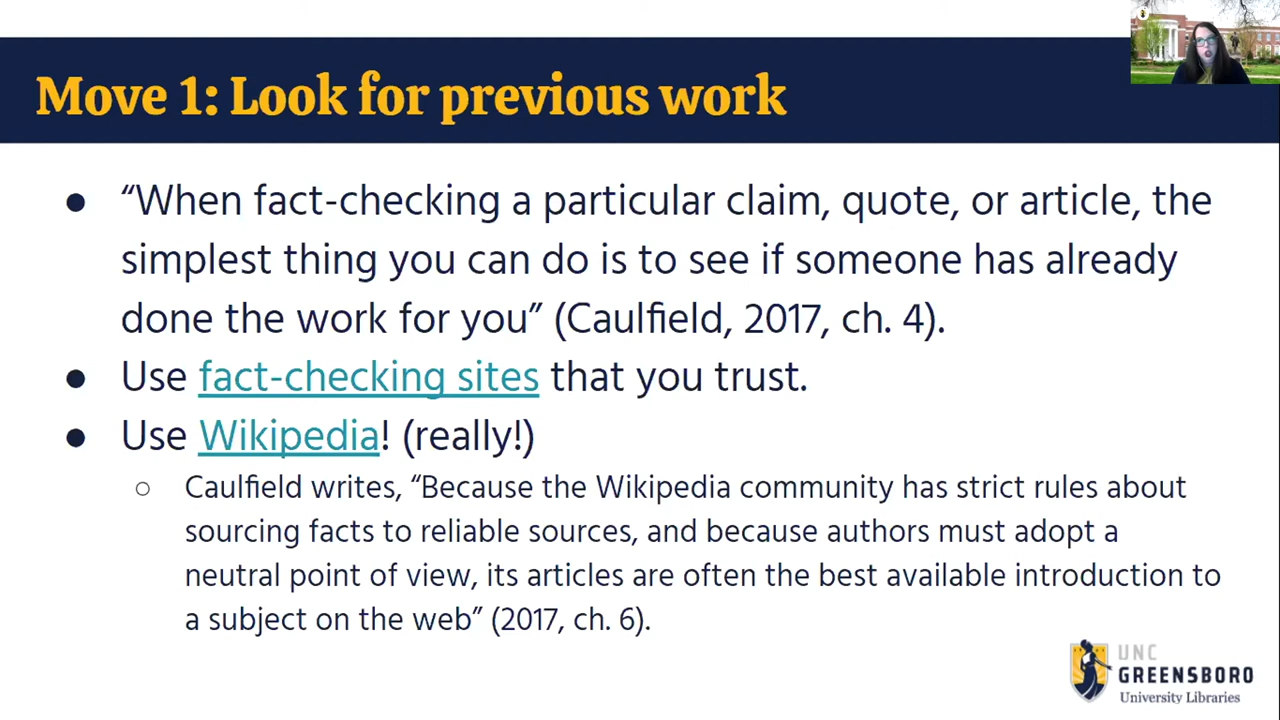 Move 1: Look for previous work
● “When fact-checking a particular claim, quote, or article, the
simplest thing you can do is to see if someone has already
done the work for you” (Caulfield, 2017, ch. 4).
● Use fact-checking sites that you trust.
● Use Wikipedia! (really!)
○ Caulfield writes, “Because the Wikipedia community has strict rules about
sourcing facts to reliable sources, and because authors must adopt a
neutral point of view, its articles are often the best available introduction to
a subject on the web” (2017, ch. 6).
UNC
GREENSBORO
University Libraries